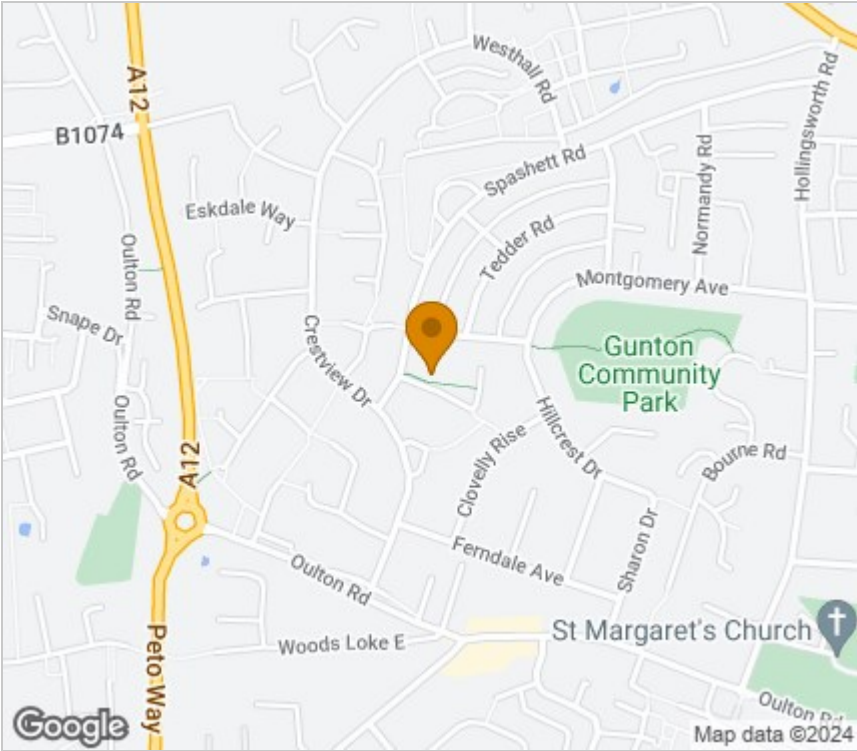 Westhall Rd
A12
B1074
Hollingsworth Rd
Spashett Rd
Normandy Rd
Eskdale Way
Tedder Rd
Oulton Rd
Montgomery Ave
Snape Dr
Crestview Dr
Gunton
Community
Park
Oulton Rd
Hillcrest Dr
Clovelly Rise
Bourne Rd
A12
Ferndale Ave
Sharon Dr
Oulton Rd
Peto Way
Woods Loke E
St Margaret's Church
Oulton Rd
Google
Map data ©2024